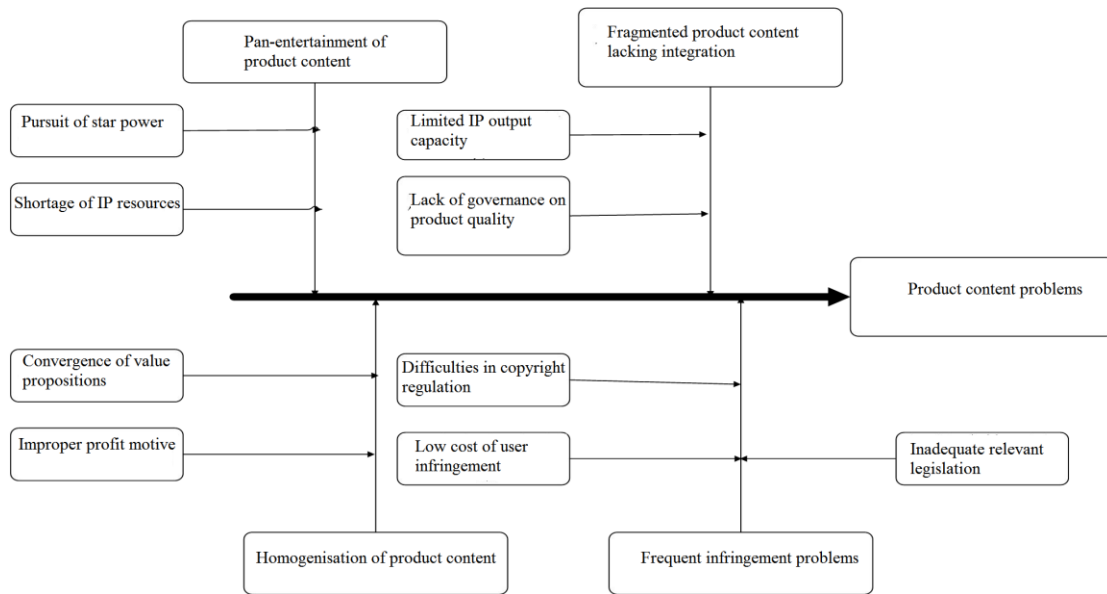 Pan-entertainment of
product content
Fragmented product content
lacking integration
Pursuit of star power
Limited IP output
capacity
Shortage of IP resources
Lack of governance on
product quality
Product content problems
Convergence of value
propositions
Difficulties in copyright
regulation
Improper profit motive
Low cost of user
infringement
Inadequate relevant
legislation
Homogenisation of product content
Frequent infringement problems